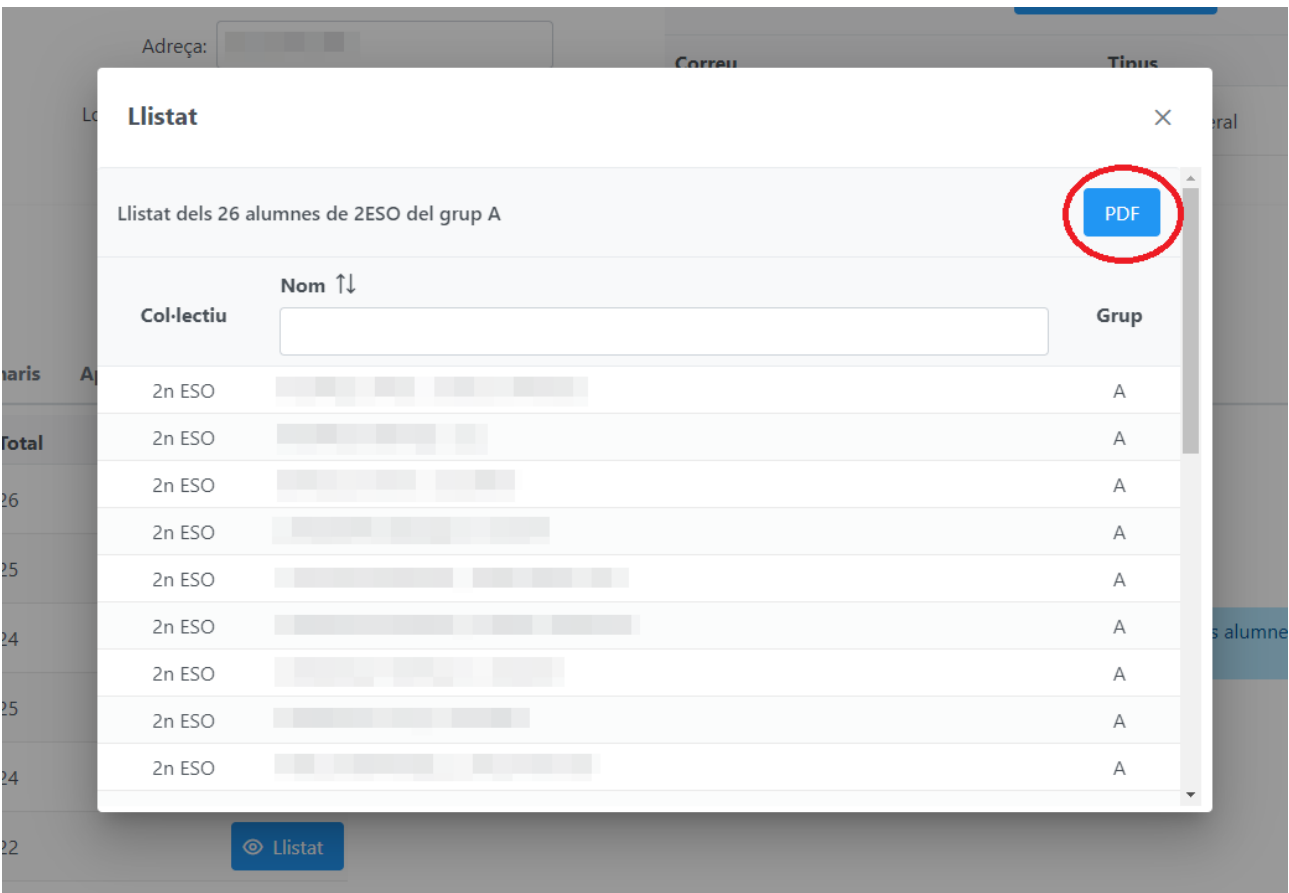 Adreça:
Correu Tipus
Llistat
Llistat dels 26 alumnes de 2ESO del grup A PDF
Nom
Col·lectiu Grup
2n ESO A
2n ESO A
2n ESO A
2n ESO A
2n ESO A
2n ESO A
2n ESO A
2n ESO A
2n ESO A
Total
26
25
24
alumne
25
24
22 Llistat